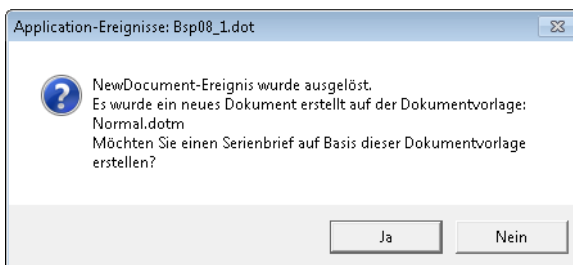 Application-Ereignisse: Bsp08_1.dot
NewDocument-Ereignis wurde ausgelöst.
Es wurde ein neues Dokument erstellt auf der Dokumentvorlage:
Normal.dotm
Möchten Sie einen Serienbrief auf Basis dieser Dokumentvorlage
erstellen?
Ja
Nein